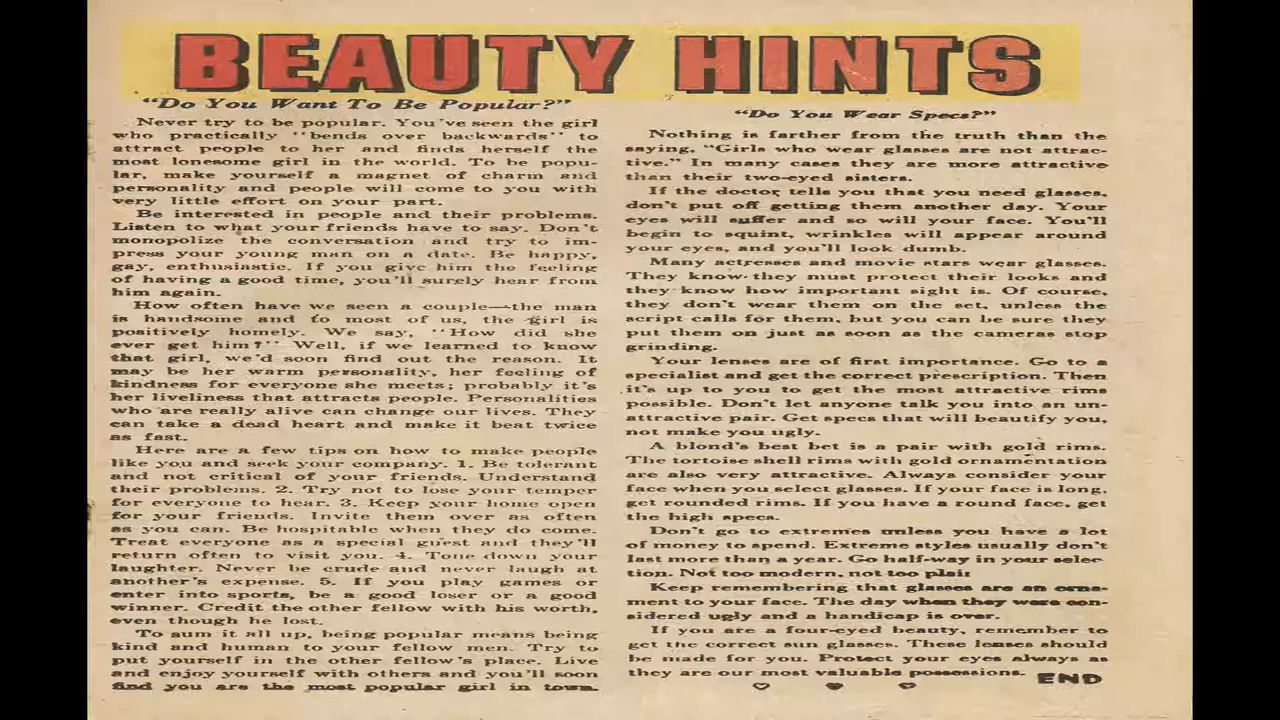 BEAUTY HINTS
"Do You Want To Be Popular?"
Never try to be popular. You've seen the girl
who practically "bends over backwards" to
attract people to her and finds herself the
most lonesome girl in the world. To be popu-
lar, make yourself a magnet of charm and
personality and people will come to you with
very little effort on your part.
Be interested in people and their problems.
Listen to what your friends have to say. Don't
monopolize the conversation and try to im-
press your young man on a date. Be happy,
gay, enthusiastic. If you give him the feeling
of having a good time, you'll surely hear from
him again.
How often have we seen a couple—the man
is handsome and to most of us, the girl is
positively homely. We say, "How did she
ever get him?" Well, if we learned to know
that girl, we'd soon find out the reason. It
may be her warm personality, her feeling of
kindness for everyone she meets; probably it's
her liveliness that attracts people. Personalities
who are really alive can change our lives. They
can take a dead heart and make it beat twice
as fast.
Here are a few tips on how to make people
like you and seek your company. 1. Be tolerant
and not critical of your friends. Understand
their problems. 2. Try not to lose your temper
for everyone to hear. 3. Keep your home open
for your friends. Invite them over as often
as you can. Be hospitable when they do come.
Treat everyone as a special guest and they'll
return often to visit you. 4. Tone down your
laughter. Never be crude and never laugh at
another's expense. 5. If you play games or
enter into sports, be a good loser or a good
winner. Credit the other fellow with his worth,
even though he lost.
To sum it all up, being popular means being
kind and human to your fellow men. Try to
put yourself in the other fellow's place. Live
and enjoy yourself with others and you'll soon
find you are the most popular girl in town.
"Do You Wear Specs?"
Nothing is farther from the truth than the
saying, "Girls who wear glasses are not attrac-
tive." In many cases they are more attractive
than their two-eyed sisters.
If the doctor tells you that you need glasses,
don't put off getting them another day. Your
eyes will suffer and so will your face. You'll
begin to squint, wrinkles will appear around
your eyes, and you'll look dumb.
Many actresses and movie stars wear glasses.
They know they must protect their looks and
they know how important sight is. Of course,
they don't wear them on the set, unless the
script calls for them, but you can be sure they
put them on just as soon as the cameras stop
grinding.
Your lenses are of first importance. Go to a
specialist and get the correct prescription. Then
it's up to you to get the most attractive rims
possible. Don't let anyone talk you into an un-
attractive pair. Get specs that will beautify you,
not make you ugly.
A blond's best bet is a pair with gold rims.
The tortoise shell rims with gold ornamentation
are also very attractive. Always consider your
face when you select glasses. If your face is long,
get rounded rims. If you have a round face, get
the high specs.
Don't go to extremes unless you have a lot
of money to spend. Extreme styles usually don't
last more than a year. Go half-way in your selec-
tion. Not too modern, not too plain
Keep remembering that glasses are an orna-
ment to your face. The day when they were con-
sidered ugly and a handicap is over.
If you are a four-eyed beauty, remember to
get the correct sun glasses. These lenses should
be made for you. Protect your eyes always as
they are our most valuable possessions.
END